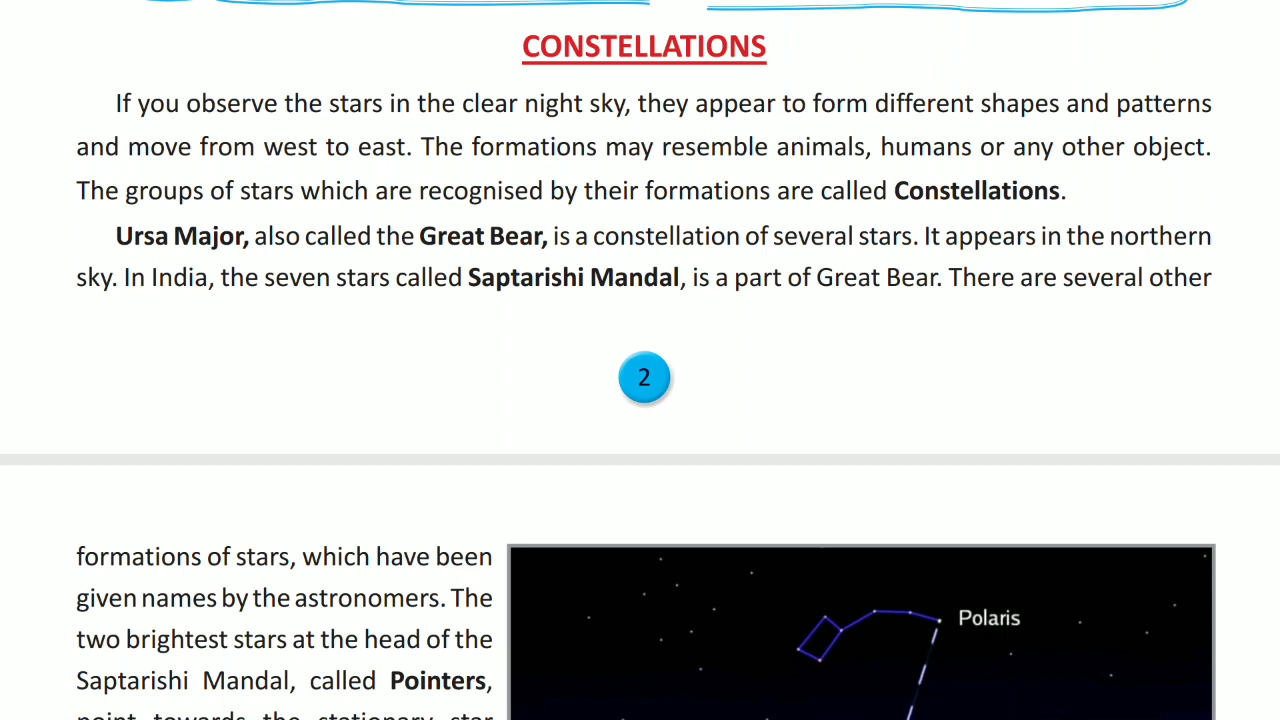 CONSTELLATIONS
If you observe the stars in the clear night sky, they appear to form different shapes and patterns
and move from west to east. The formations may resemble animals, humans or any other object.
The groups of stars which are recognised by their formations are called Constellations.
Ursa Major, also called the Great Bear, is a constellation of several stars. It appears in the northern
sky. In India, the seven stars called Saptarishi Mandal, is a part of Great Bear. There are several other
2
formations of stars, which have been
given names by the astronomers. The
two brightest stars at the head of the
Saptarishi Mandal, called Pointers,
point towards the stationary star
Polaris